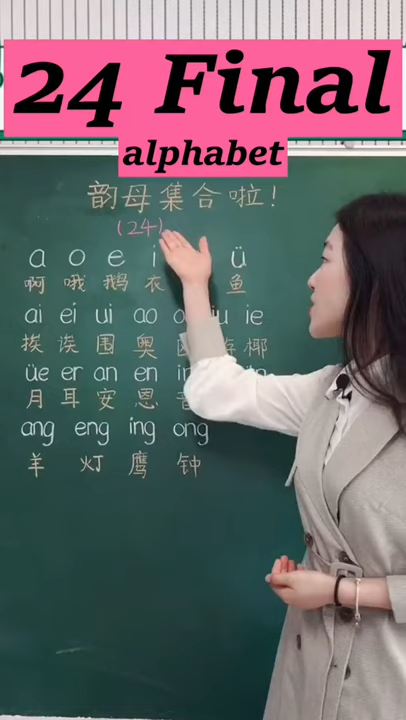 24 Final
alphabet
韵母集合啦!
(24)
a o e i ü
啊 哦 鹅 衣 鱼
ai ei ui ao iu ie
挨 诶 围 奥 椰
üe er an en
月 耳 安 恩
ang eng ing ong
羊 灯 鹰 钟